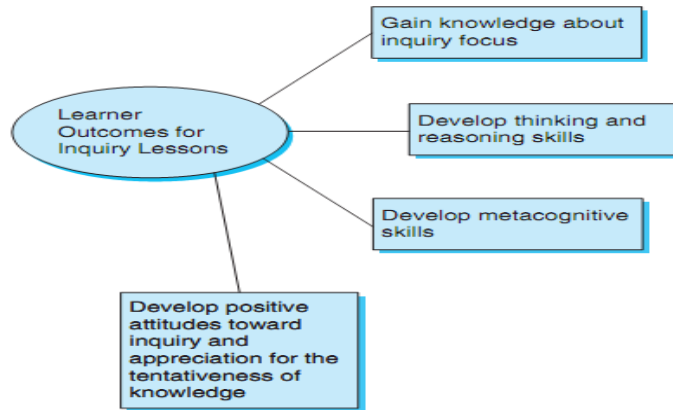 Gain knowledge about
inquiry focus
Learner
Outcomes for
Inquiry Lessons
Develop thinking and
reasoning skills
Develop metacognitive
skills
Develop positive
attitudes toward
inquiry and
appreciation for the
tentativeness of
knowledge